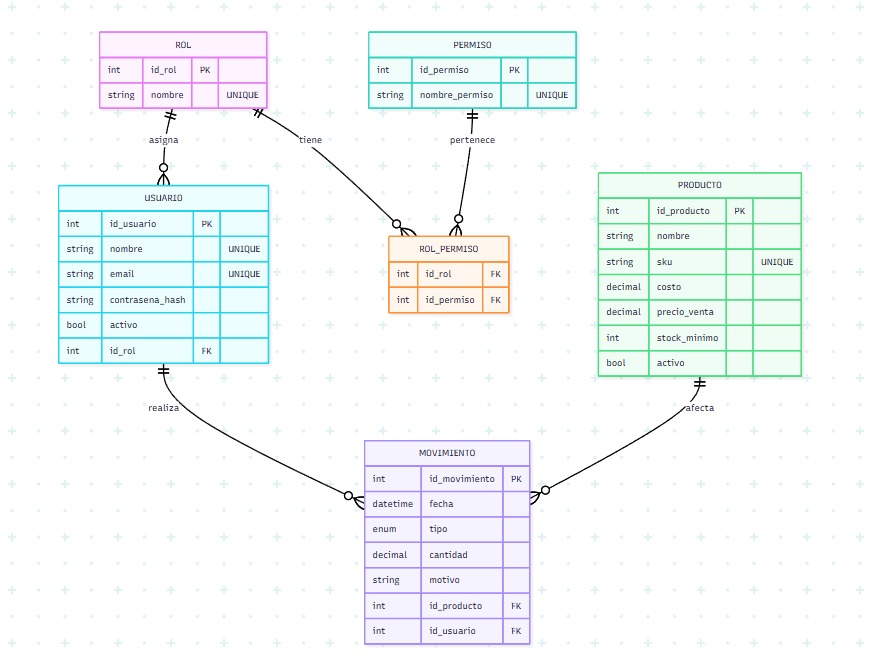 ROL
int id_rol PK
string nombre UNIQUE
PERMISO
int id_permiso PK
string nombre_permiso UNIQUE
asigna
tiene
pertenece
USUARIO
int id_usuario PK
string nombre UNIQUE
string email UNIQUE
string contrasena_hash
bool activo
int id_rol FK
ROL_PERMISO
int id_rol FK
int id_permiso FK
PRODUCTO
int id_producto PK
string nombre
string sku UNIQUE
decimal costo
decimal precio_venta
int stock_minimo
bool activo
realiza
afecta
MOVIMIENTO
int id_movimiento PK
datetime fecha
enum tipo
decimal cantidad
string motivo
int id_producto FK
int id_usuario FK